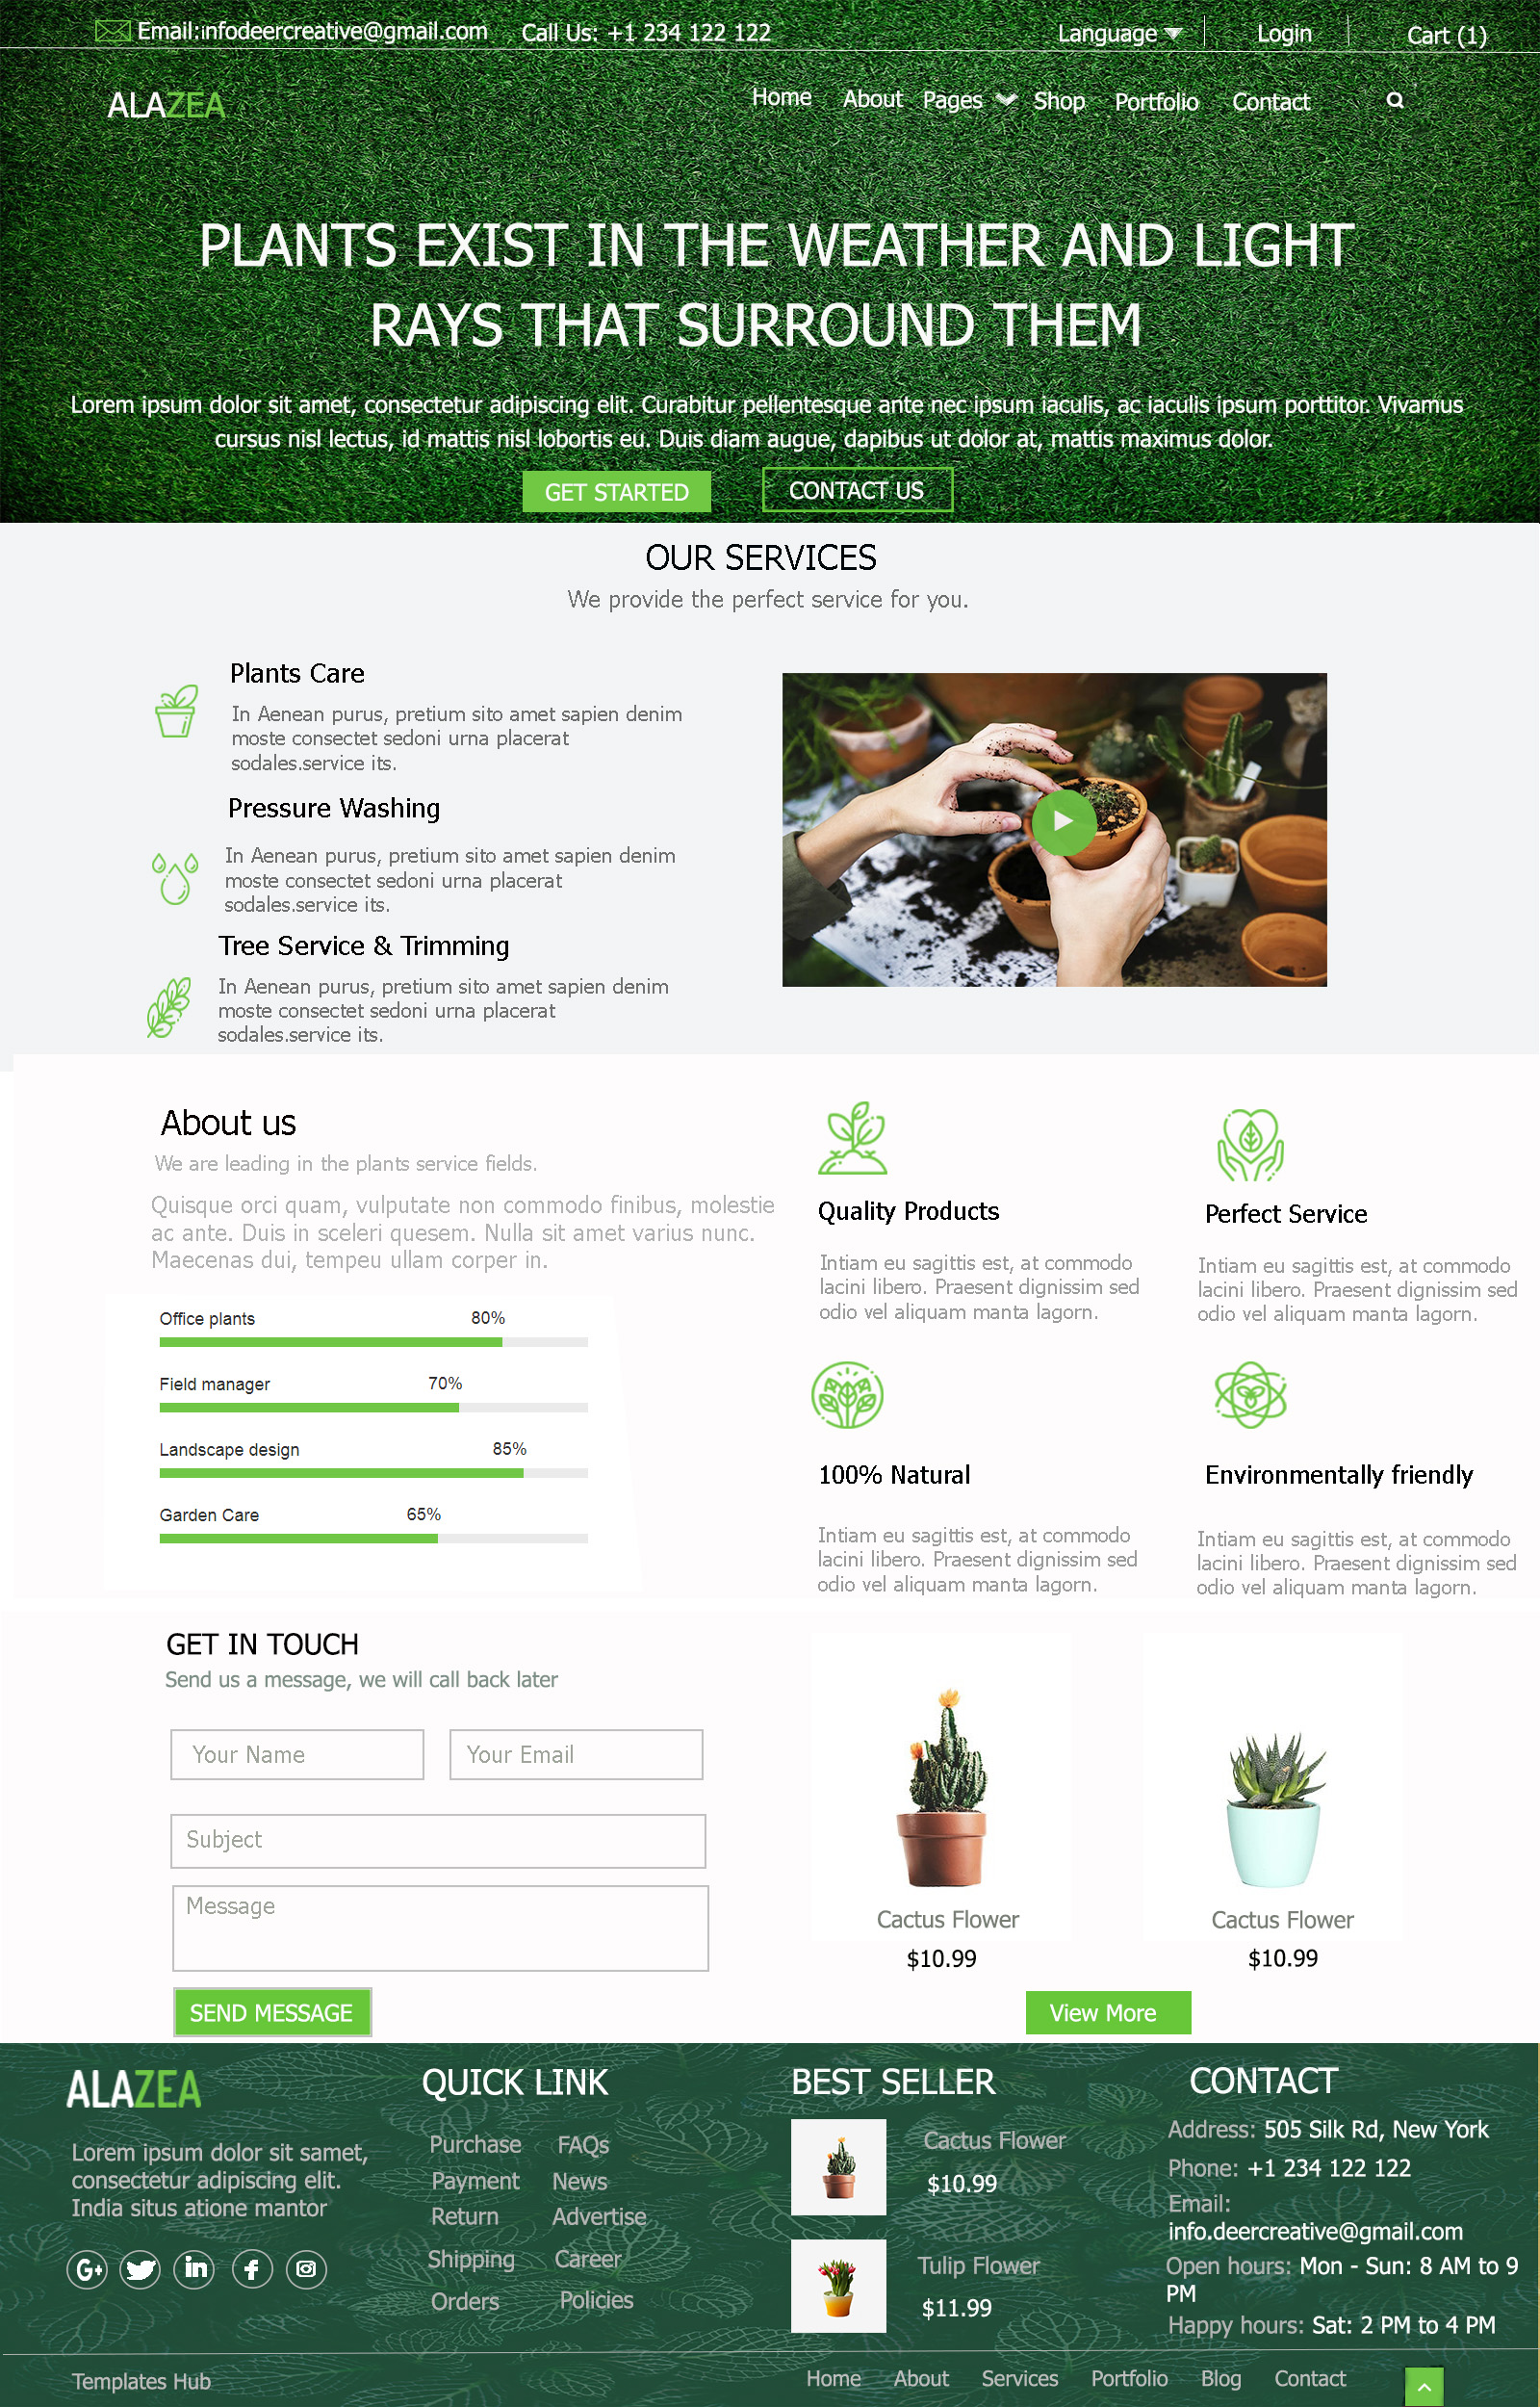 Email:infodeercreative@gmail.com Call Us: +1 234 122 122 Language Login Cart (1)
ALAZEA Home About Pages Shop Portfolio Contact
PLANTS EXIST IN THE WEATHER AND LIGHT
RAYS THAT SURROUND THEM
Lorem ipsum dolor sit amet, consectetur adipiscing elit. Curabitur pellentesque ante nec ipsum iaculis, ac iaculis ipsum porttitor. Vivamus
cursus nisl lectus, id mattis nisl lobortis eu. Duis diam augue, dapibus ut dolor at, mattis maximus dolor.
GET STARTED CONTACT US
OUR SERVICES
We provide the perfect service for you.
Plants Care
In Aenean purus, pretium sito amet sapien denim
moste consectet sedoni urna placerat
sodales.service its.
Pressure Washing
In Aenean purus, pretium sito amet sapien denim
moste consectet sedoni urna placerat
sodales.service its.
Tree Service & Trimming
In Aenean purus, pretium sito amet sapien denim
moste consectet sedoni urna placerat
sodales.service its.
About us
We are leading in the plants service fields.
Quisque orci quam, vulputate non commodo finibus, molestie
ac ante. Duis in sceleri quesem. Nulla sit amet varius nunc.
Maecenas dui, tempeu ullam corper in.
Office plants 80%
Field manager 70%
Landscape design 85%
Garden Care 65%
Quality Products
Intiam eu sagittis est, at commodo
lacini libero. Praesent dignissim sed
odio vel aliquam manta lagorn.
Perfect Service
Intiam eu sagittis est, at commodo
lacini libero. Praesent dignissim sed
odio vel aliquam manta lagorn.
100% Natural
Intiam eu sagittis est, at commodo
lacini libero. Praesent dignissim sed
odio vel aliquam manta lagorn.
Environmentally friendly
Intiam eu sagittis est, at commodo
lacini libero. Praesent dignissim sed
odio vel aliquam manta lagorn.
GET IN TOUCH
Send us a message, we will call back later
Your Name Your Email
Subject
Message
SEND MESSAGE
Cactus Flower
$10.99
Cactus Flower
$10.99
View More
ALAZEA
Lorem ipsum dolor sit samet,
consectetur adipiscing elit.
India situs atione mantor
G+ in f
QUICK LINK
Purchase FAQs
Payment News
Return Advertise
Shipping Career
Orders Policies
BEST SELLER
Cactus Flower
$10.99
Tulip Flower
$11.99
CONTACT
Address: 505 Silk Rd, New York
Phone: +1 234 122 122
Email:
info.deercreative@gmail.com
Open hours: Mon - Sun: 8 AM to 9
PM
Happy hours: Sat: 2 PM to 4 PM
Templates Hub Home About Services Portfolio Blog Contact